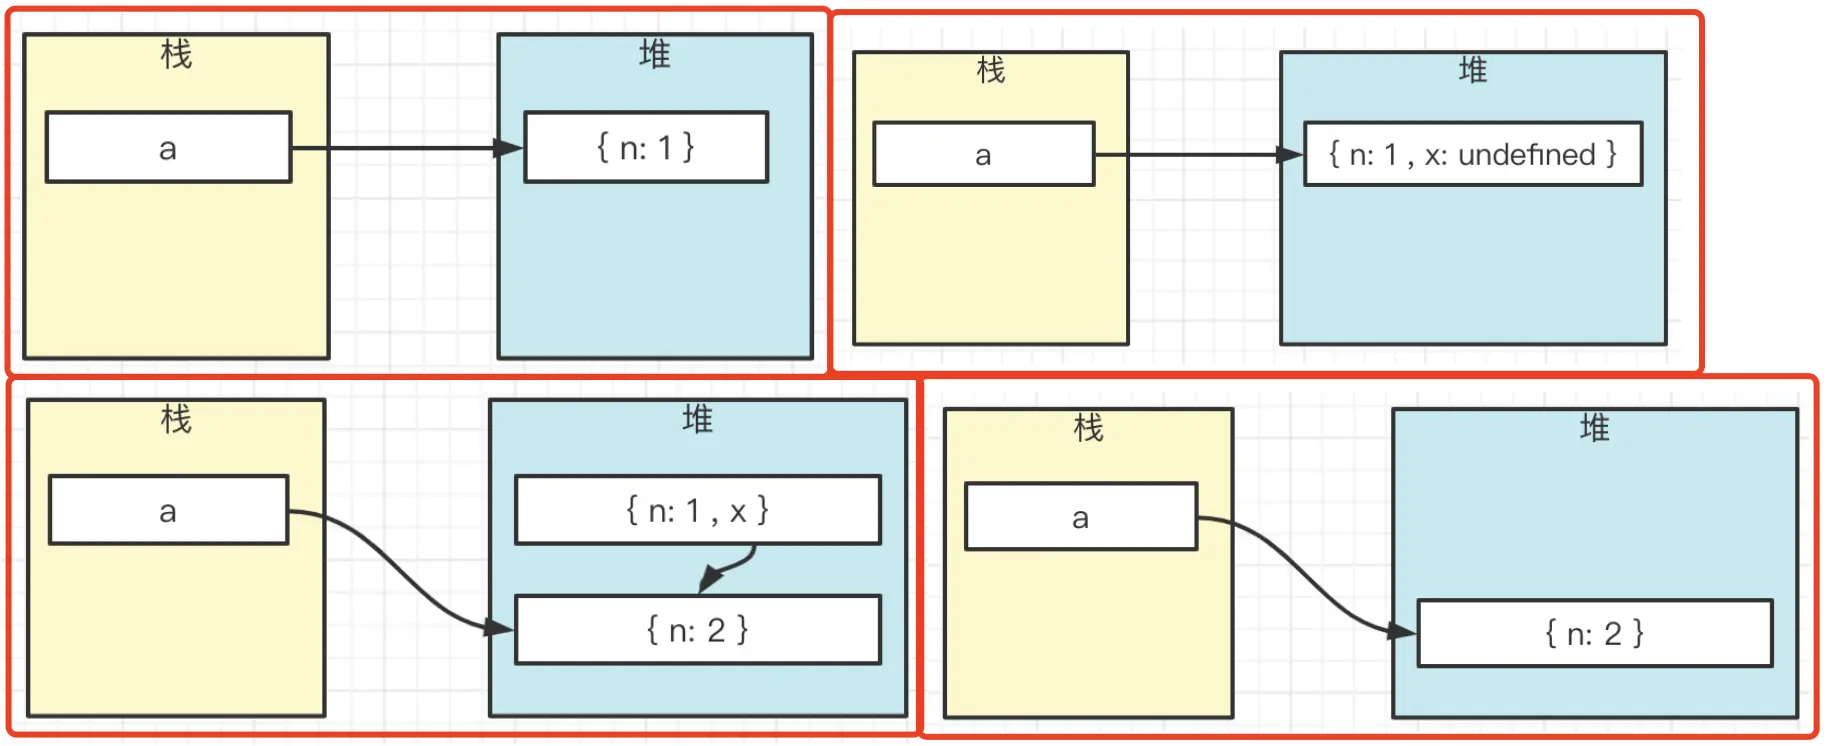 栈
堆
a
{ n: 1 }
栈
堆
a
{ n: 1 , x: undefined }
栈
堆
a
{ n: 1 , x }
{ n: 2 }
栈
堆
a
{ n: 2 }